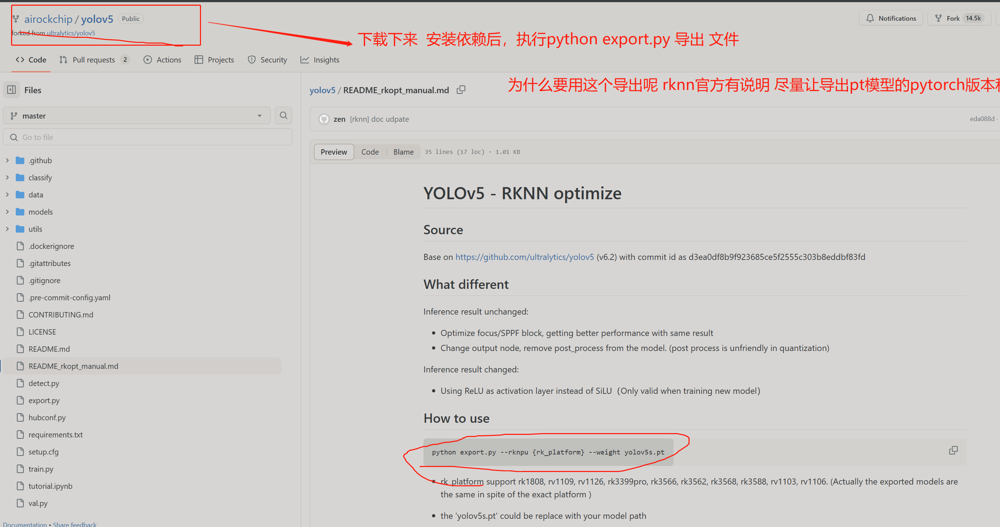 airockchip / yolov5 Public
Notifications
Fork 14.5k
forked from ultralytics/yolov5
下载下来 安装依赖后，执行python export.py 导出 文件
Code
Pull requests 2
Actions
Projects
Security
Insights
Files
yolov5 / README_rkopt_manual.md
为什么要用这个导出呢 rknn官方有说明 尽量让导出pt模型的pytorch版本
master
zen [rknn] doc udpate
eda088d ·
Go to file
Preview
Code
Blame
35 lines (17 loc) · 1.01 KB
.github
classify
data
models
utils
.dockerignore
.gitattributes
.gitignore
.pre-commit-config.yaml
CONTRIBUTING.md
LICENSE
README.md
README_rkopt_manual.md
detect.py
export.py
hubconf.py
requirements.txt
setup.cfg
train.py
tutorial.ipynb
val.py
Documentation • Share feedback
YOLOv5 - RKNN optimize
Source
Base on https://github.com/ultralytics/yolov5 (v6.2) with commit id as d3ea0df8b9f923685ce5f2555c303b8eddbf83fd
What different
Inference result unchanged:
• Optimize focus/SPPF block, getting better performance with same result
• Change output node, remove post_process from the model. (post process is unfriendly in quantization)
Inference result changed:
• Using ReLU as activation layer instead of SiLU（Only valid when training new model）
How to use
python export.py --rknpu {rk_platform} --weight yolov5s.pt
• rk_platform support rk1808, rv1109, rv1126, rk3399pro, rk3566, rk3562, rk3568, rk3588, rv1103, rv1106. (Actually the exported models are
the same in spite of the exact platform )
• the 'yolov5s.pt' could be replace with your model path